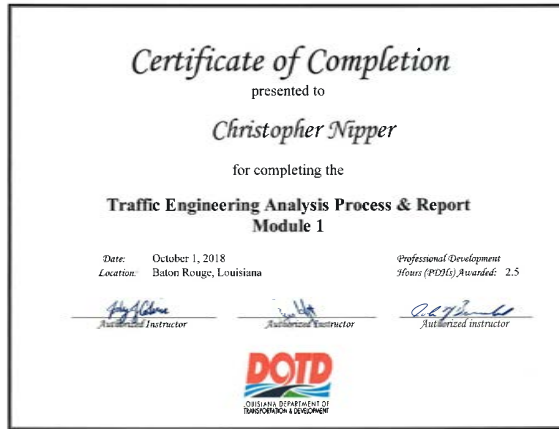 Certificate of Completion
presented to
Christopher Nipper
for completing the
Traffic Engineering Analysis Process & Report
Module 1
Date: October 1, 2018
Location: Baton Rouge, Louisiana
Professional Development
Hours (PDHs) Awarded: 2.5
Authorized Instructor
Authorized Instructor
Authorized instructor
DOTD
LOUISIANA DEPARTMENT OF
TRANSPORTATION & DEVELOPMENT